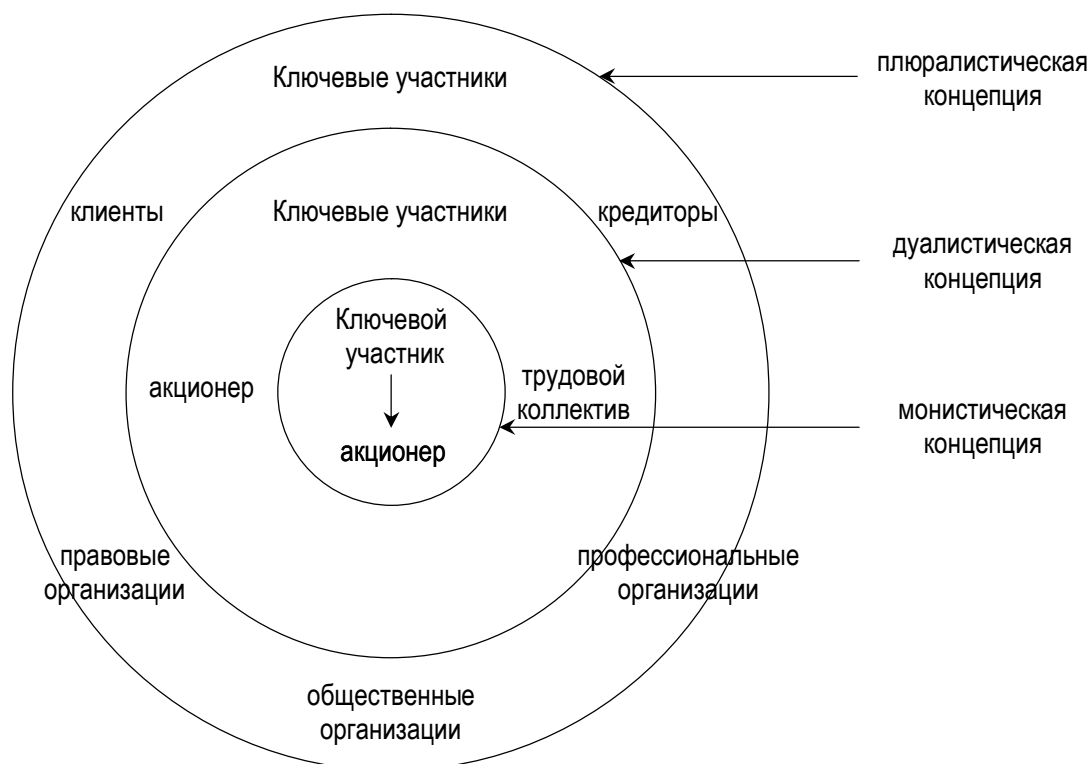 Ключевые участники
плюралистическая
концепция
клиенты
Ключевые участники
кредиторы
дуалистическая
концепция
Ключевой
участник
акционер
трудовой
коллектив
акционер
монистическая
концепция
правовые
организации
профессиональные
организации
общественные
организации